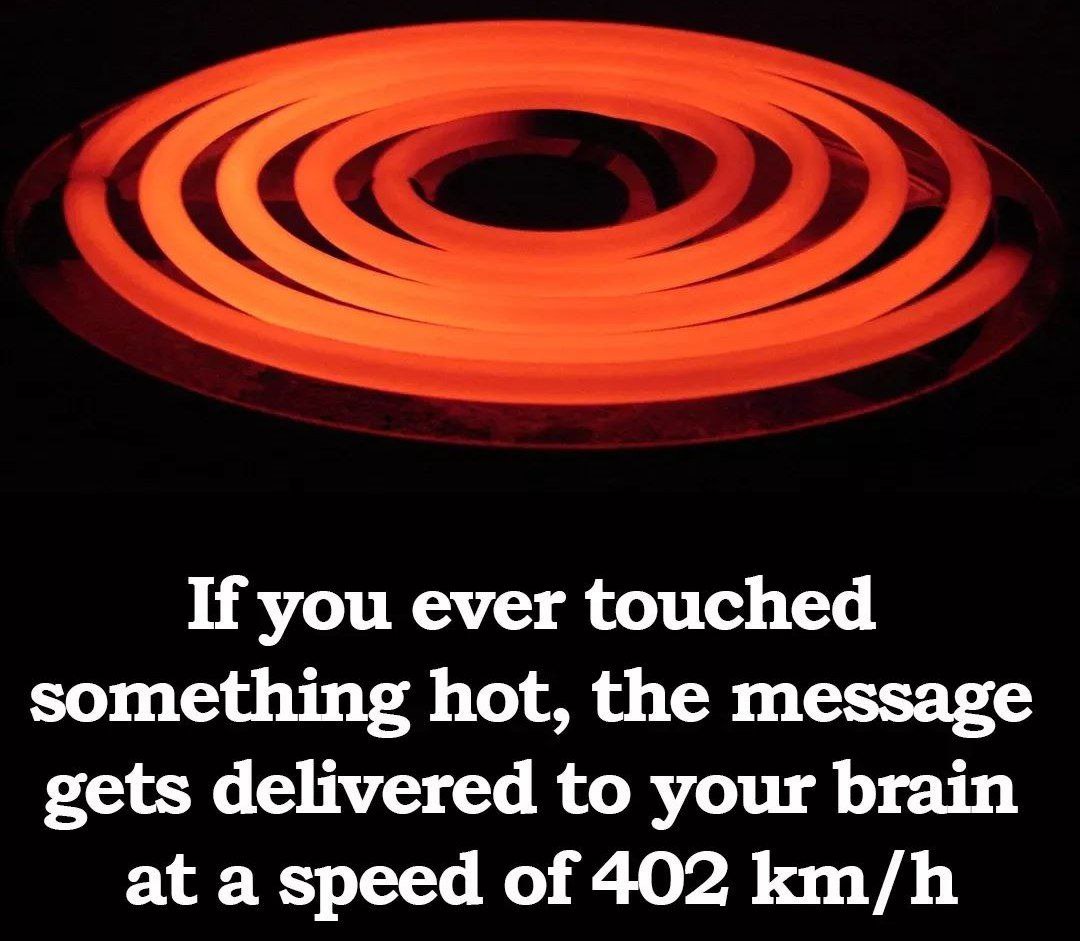 If you ever touched
something hot, the message
gets delivered to your brain
at a speed of 402 km/h